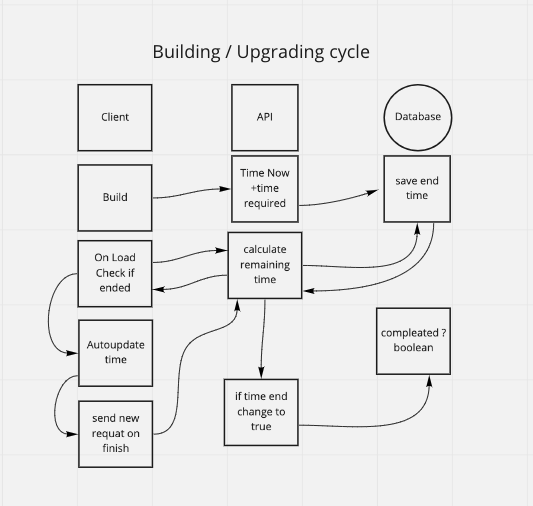 Building / Upgrading cycle
Client
API
Database
Build
Time Now
+time
required
save end
time
On Load
Check if
ended
calculate
remaining
time
Autoupdate
time
compleated ?
boolean
send new
requat on
finish
if time end
change to
true